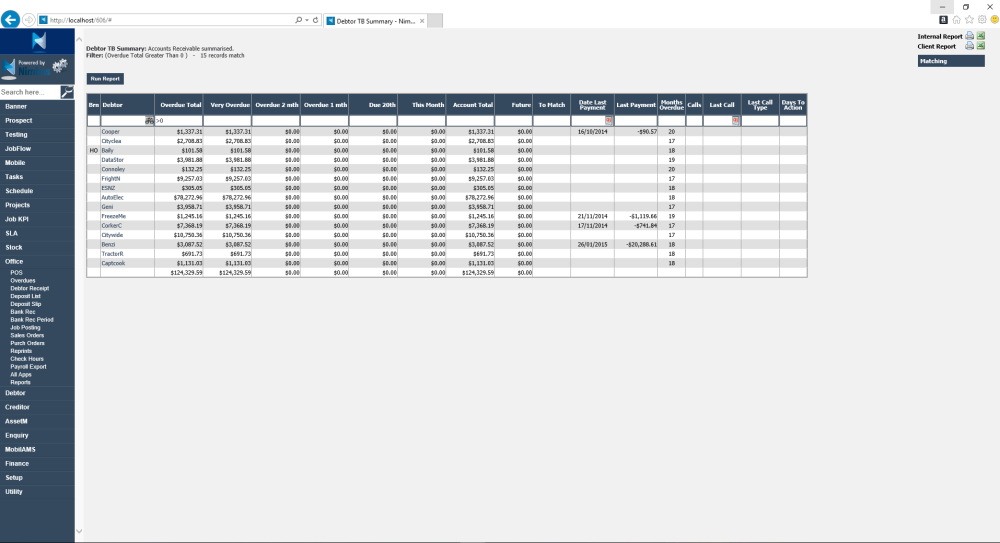 http://localhost/606/#
Debtor TB Summary - Nim...
Powered by
Search here...
Banner
Prospect
Testing
JobFlow
Mobile
Tasks
Schedule
Projects
Job KPI
SLA
Stock
Office
POS
Overdues
Debtor Receipt
Deposit List
Deposit Slip
Bank Rec
Bank Rec Period
Job Posting
Sales Orders
Purch Orders
Reprints
Check Hours
Payroll Export
All Apps
Reports
Debtor
Creditor
AssetM
Enquiry
MobilAMS
Finance
Setup
Utility
Debtor TB Summary: Accounts Receivable summarised.
Filter: (Overdue Total Greater Than 0 ) - 15 records match
Run Report
Internal Report
Client Report
Matching
Brn Debtor Overdue Total Very Overdue Overdue 2 mth Overdue 1 mth Due 20th This Month Account Total Future To Match Date Last Payment Last Payment Months Overdue Calls Last Call Last Call Type Days To Action
>0
Cooper $1,337.31 $1,337.31 $0.00 $0.00 $0.00 $0.00 $1,337.31 $0.00 16/10/2014 -$90.57 20
Cityclea $2,708.83 $2,708.83 $0.00 $0.00 $0.00 $0.00 $2,708.83 $0.00 17
HO Baily $101.58 $101.58 $0.00 $0.00 $0.00 $0.00 $101.58 $0.00 18
DataStor $3,981.88 $3,981.88 $0.00 $0.00 $0.00 $0.00 $3,981.88 $0.00 19
Connoley $132.25 $132.25 $0.00 $0.00 $0.00 $0.00 $132.25 $0.00 20
FrightN $9,257.03 $9,257.03 $0.00 $0.00 $0.00 $0.00 $9,257.03 $0.00 17
ESNZ $305.05 $305.05 $0.00 $0.00 $0.00 $0.00 $305.05 $0.00 18
AutoElec $78,272.96 $78,272.96 $0.00 $0.00 $0.00 $0.00 $78,272.96 $0.00 18
Geni $3,958.71 $3,958.71 $0.00 $0.00 $0.00 $0.00 $3,958.71 $0.00 17
FreezeMe $1,245.16 $1,245.16 $0.00 $0.00 $0.00 $0.00 $1,245.16 $0.00 21/11/2014 -$1,119.66 19
CorkerC $7,368.19 $7,368.19 $0.00 $0.00 $0.00 $0.00 $7,368.19 $0.00 17/11/2014 -$741.84 17
Citywide $10,750.36 $10,750.36 $0.00 $0.00 $0.00 $0.00 $10,750.36 $0.00 17
Benzi $3,087.52 $3,087.52 $0.00 $0.00 $0.00 $0.00 $3,087.52 $0.00 26/01/2015 -$20,288.61 18
TractorR $691.73 $691.73 $0.00 $0.00 $0.00 $0.00 $691.73 $0.00 18
Captcook $1,131.03 $1,131.03 $0.00 $0.00 $0.00 $0.00 $1,131.03 $0.00 18
$124,329.59 $124,329.59 $0.00 $0.00 $0.00 $0.00 $124,329.59 $0.00